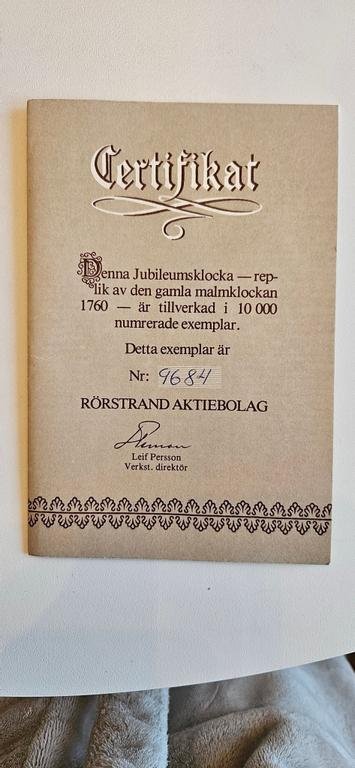 Certifikat
Denna Jubileumsklocka — rep-
lik av den gamla malmklockan
1760 — är tillverkad i 10 000
numrerade exemplar.
Detta exemplar är
Nr: 9684
RÖRSTRAND AKTIEBOLAG
Leif Persson
Verkst. direktör